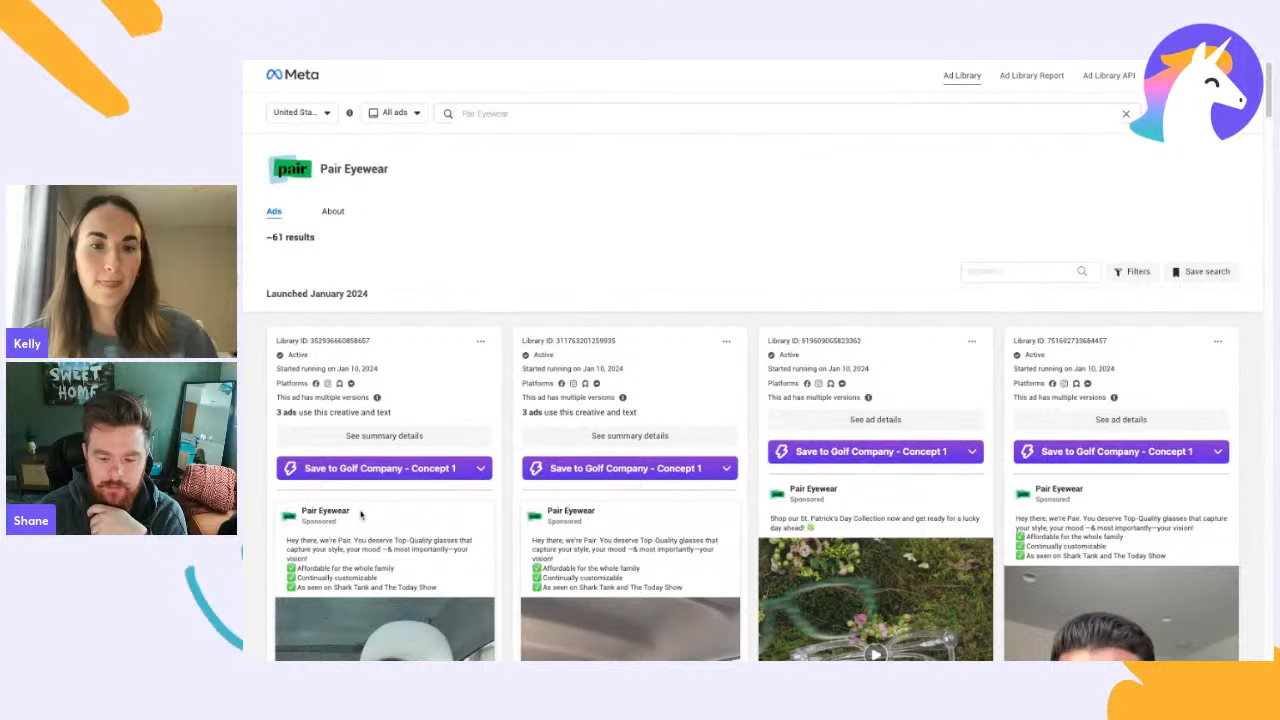 Meta
Ad Library
Ad Library Report
Ad Library API
United Sta...
All ads
Pair Eyewear
pair
Pair Eyewear
Ads
About
~61 results
Filters
Save search
Launched January 2024
Library ID: 352936660858657
Active
Started running on Jan 10, 2024
Platforms
This ad has multiple versions
3 ads use this creative and text
See summary details
Save to Golf Company - Concept 1
Pair Eyewear
Sponsored
Hey there, we're Pair. You deserve Top-Quality glasses that
capture your style, your mood —& most importantly—your
vision!
✅Affordable for the whole family
✅Continually customizable
✅As seen on Shark Tank and The Today Show
Library ID: 311763201259935
Active
Started running on Jan 10, 2024
Platforms
This ad has multiple versions
3 ads use this creative and text
See summary details
Save to Golf Company - Concept 1
Pair Eyewear
Sponsored
Hey there, we're Pair. You deserve Top-Quality glasses that
capture your style, your mood —& most importantly—your
vision!
✅Affordable for the whole family
✅Continually customizable
✅As seen on Shark Tank and The Today Show
Library ID: 919609065823362
Active
Started running on Jan 10, 2024
Platforms
This ad has multiple versions
See ad details
Save to Golf Company - Concept 1
Pair Eyewear
Sponsored
Shop our St. Patrick's Day Collection now and get ready for a lucky
day ahead!
Library ID: 751602733684457
Active
Started running on Jan 10, 2024
Platforms
This ad has multiple versions
See ad details
Save to Golf Company - Concept 1
Pair Eyewear
Sponsored
Hey there, we're Pair. You deserve Top-Quality glasses that capture
your style, your mood —& most importantly—your vision!
✅Affordable for the whole family
✅Continually customizable
✅As seen on Shark Tank and The Today Show
Kelly
SWEET
HOME
Shane